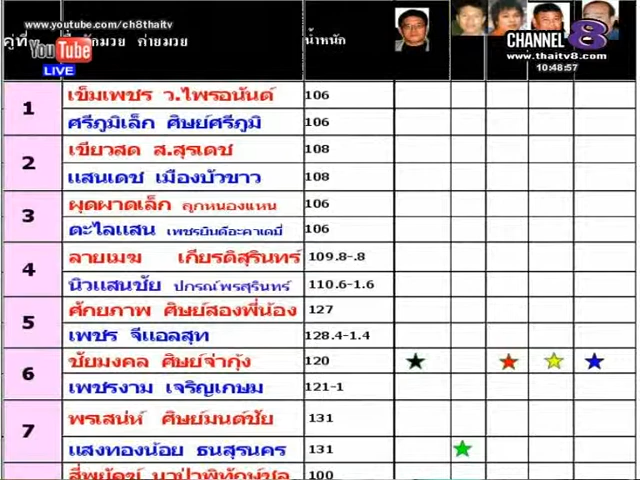 www.youtube.com/ch8thaitv
YouTube
LIVE
คู่ที่ ชื่อนักมวย ค่ายมวย น้ำหนัก
CHANNEL 8
www.thaitv8.com
10:48:57
1 เข็มเพชร ว.ไพรอนันต์ 106
ศรีภูมิเล็ก ศิษย์ศรีภูมิ 106
2 เขียวสด ส.สุรเดช 108
แสนเดช เมืองบัวขาว 108
3 ผุดผาดเล็ก ลูกหนองแหน 106
ตะไลแสน เพชรยินดีอะคาเดมี่ 106
4 ลายเมฆ เกียรติสุรินทร์ 109.8-.8
นิวแสนชัย ปกรณ์พรสุรินทร์ 110.6-1.6
5 ศักยภาพ ศิษย์สองพี่น้อง 127
เพชร จีแอลสุท 128.4-1.4
6 ชัยมงคล ศิษย์จ่ากุ้ง 120
เพชรงาม เจริญเกษม 121-1
7 พรเสน่ห์ ศิษย์มนต์ชัย 131
แสงทองน้อย ธนสุรนคร 131
100